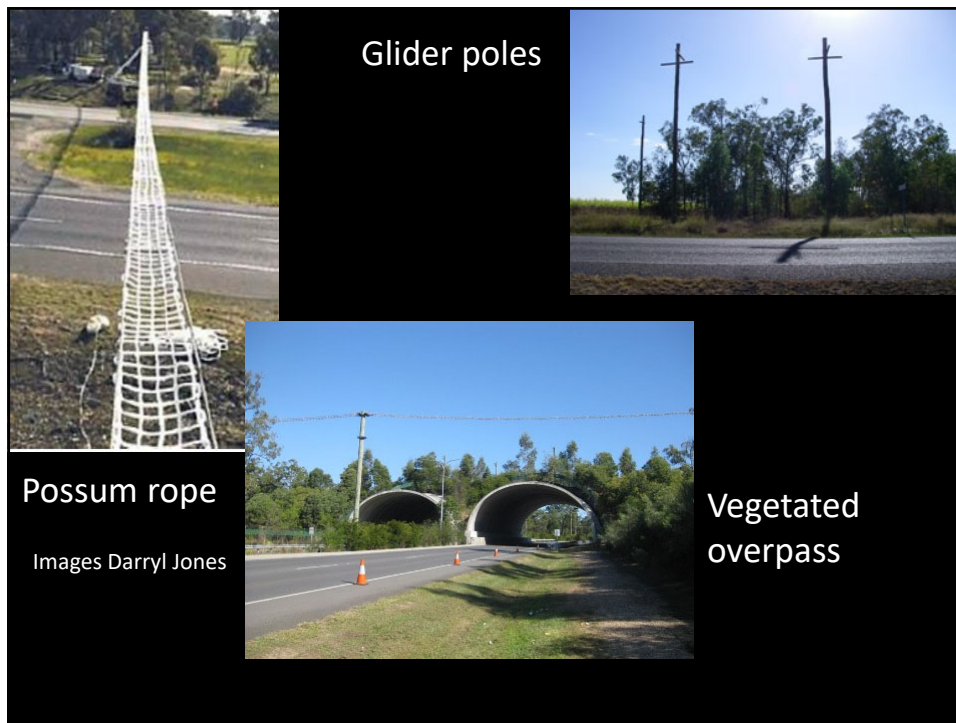 Glider poles
Possum rope
Images Darryl Jones
Vegetated
overpass